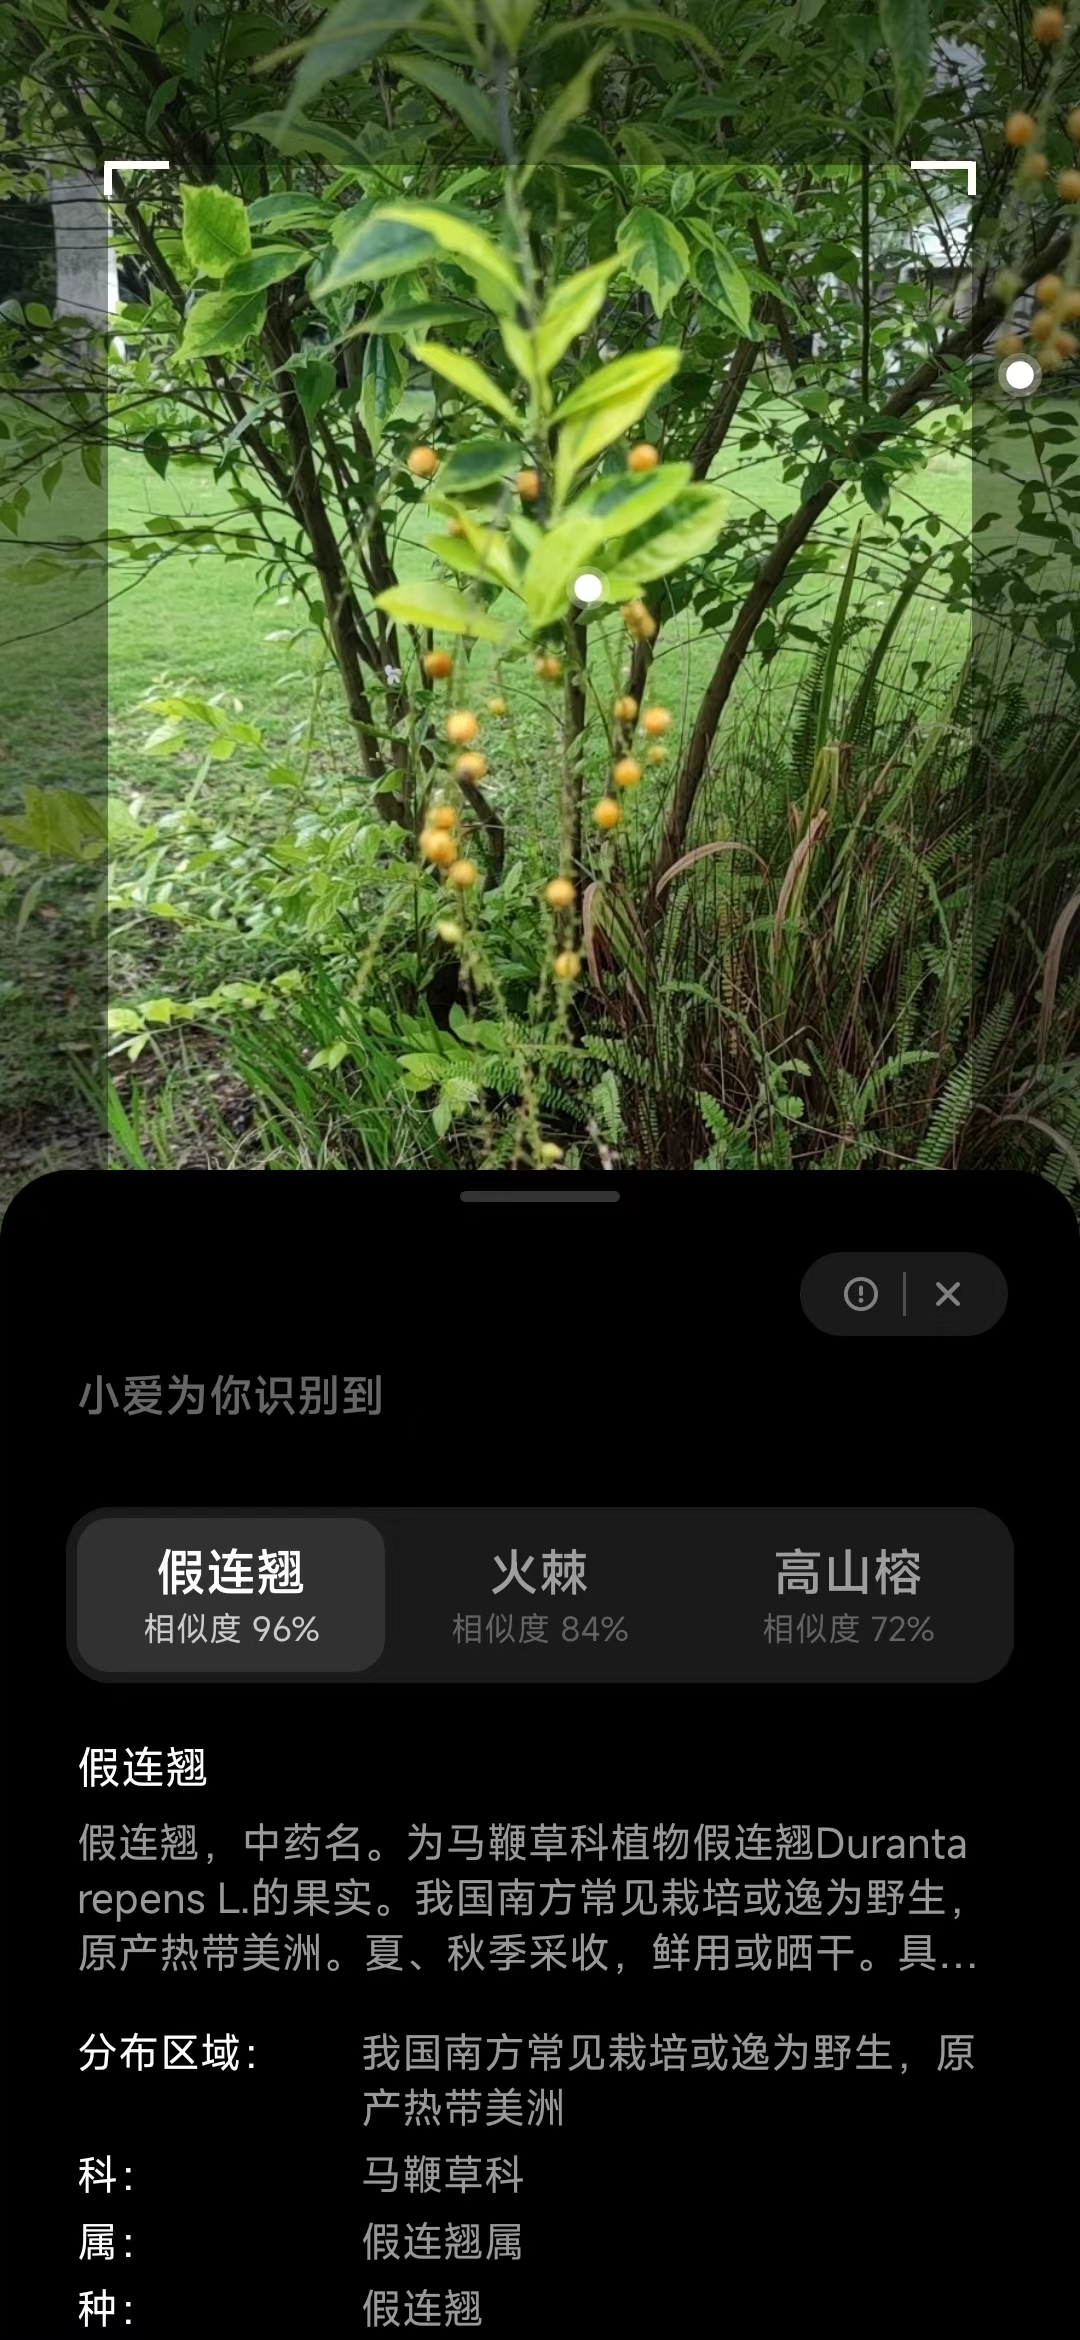 小爱为你识别到
假连翘
相似度 96%
火棘
相似度 84%
高山榕
相似度 72%
假连翘
假连翘，中药名。为马鞭草科植物假连翘Duranta
repens L.的果实。我国南方常见栽培或逸为野生，
原产热带美洲。夏、秋季采收，鲜用或晒干。具...
分布区域：
我国南方常见栽培或逸为野生，原
产热带美洲
科：
马鞭草科
属：
假连翘属
种：
假连翘